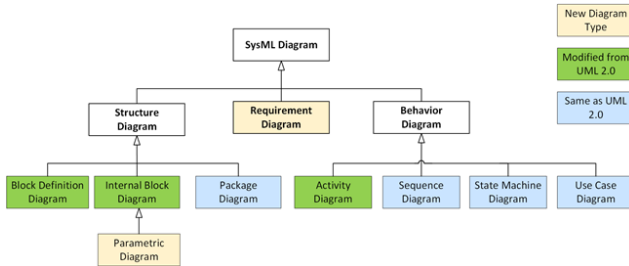 New Diagram
Type
SysML Diagram
Modified from
UML 2.0
Same as UML
2.0
Structure
Diagram
Requirement
Diagram
Behavior
Diagram
Block Definition
Diagram
Internal Block
Diagram
Package
Diagram
Activity
Diagram
Sequence
Diagram
State Machine
Diagram
Use Case
Diagram
Parametric
Diagram